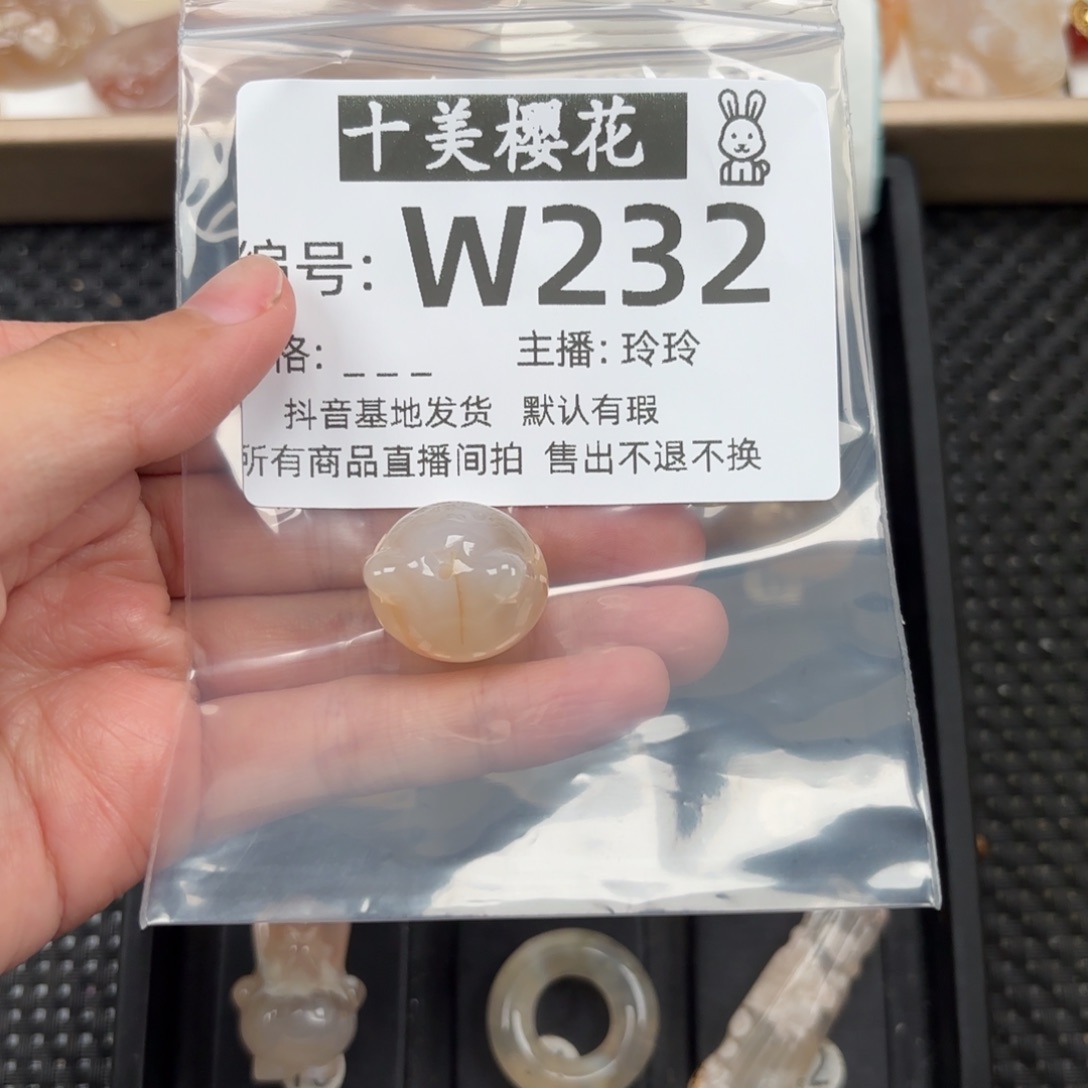 十美樱花
编号: W232
格: _ _ _ 主播: 玲玲
抖音基地发货 默认有瑕
所有商品直播间拍 售出不退不换